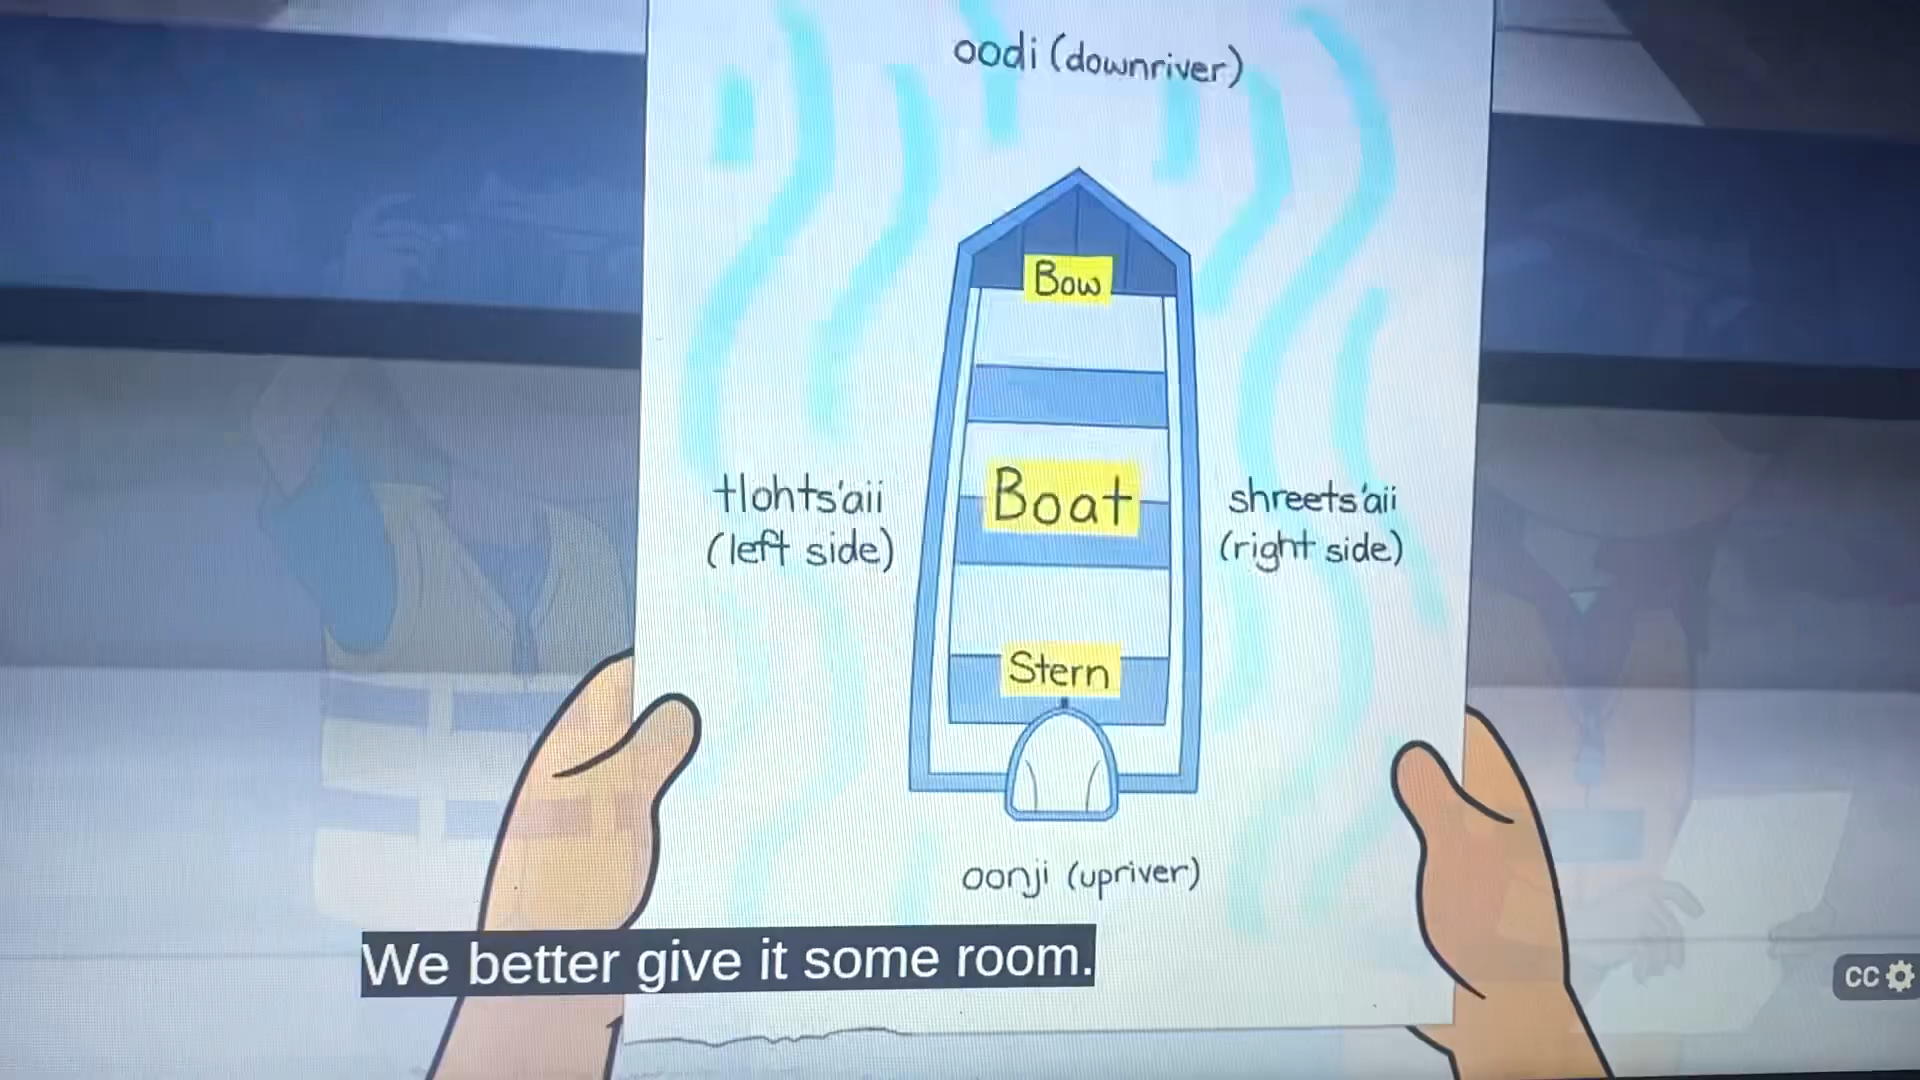 oodi (downriver)
Bow
tlohts'aii
(left side)
Boat
shreets'aii
(right side)
Stern
oonji (upriver)
We better give it some room.
CC